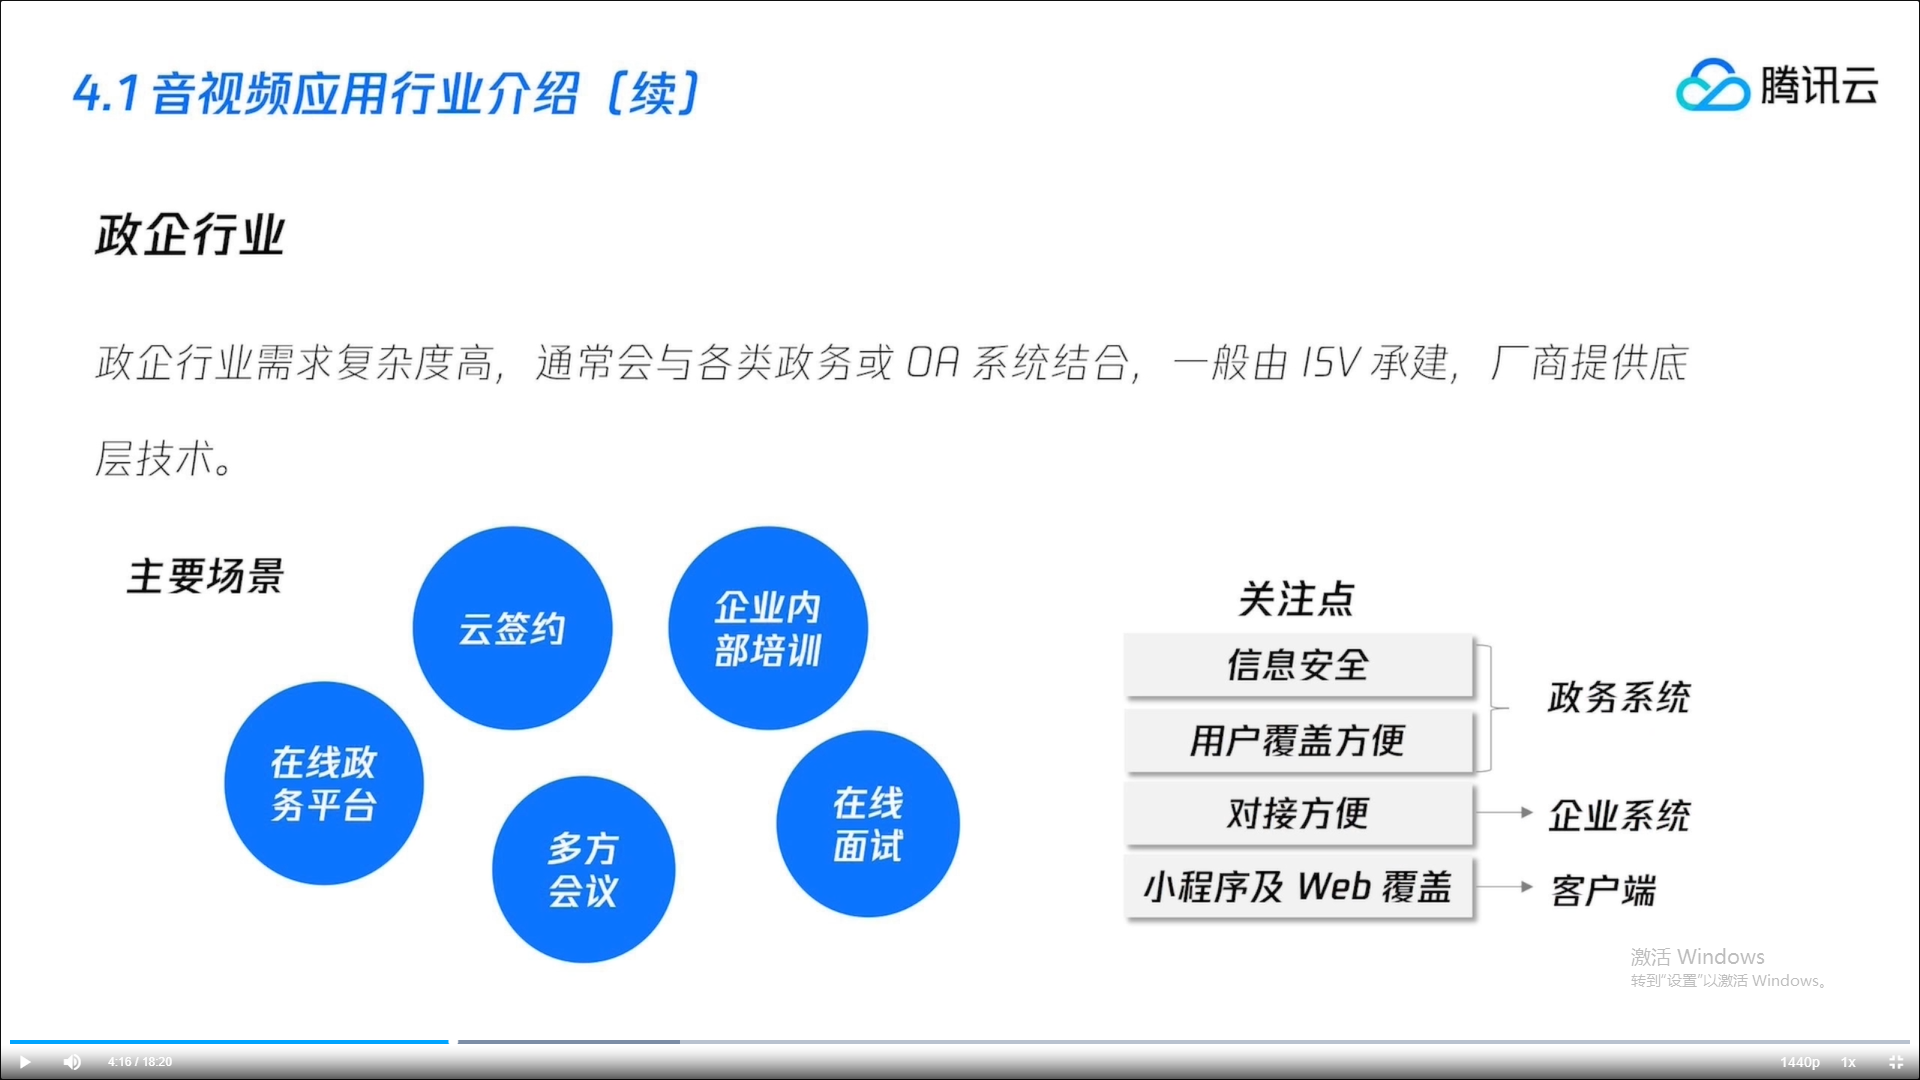 4.1 音视频应用行业介绍（续）
腾讯云
政企行业
政企行业需求复杂度高，通常会与各类政务或 OA 系统结合，一般由 ISV 承建，厂商提供底
层技术。
主要场景
云签约
企业内
部培训
在线政
务平台
多方
会议
在线
面试
关注点
信息安全
用户覆盖方便
政务系统
对接方便
企业系统
小程序及 Web 覆盖
客户端
激活 Windows
转到"设置"以激活 Windows。
4:16 / 18:20
1440p
1x